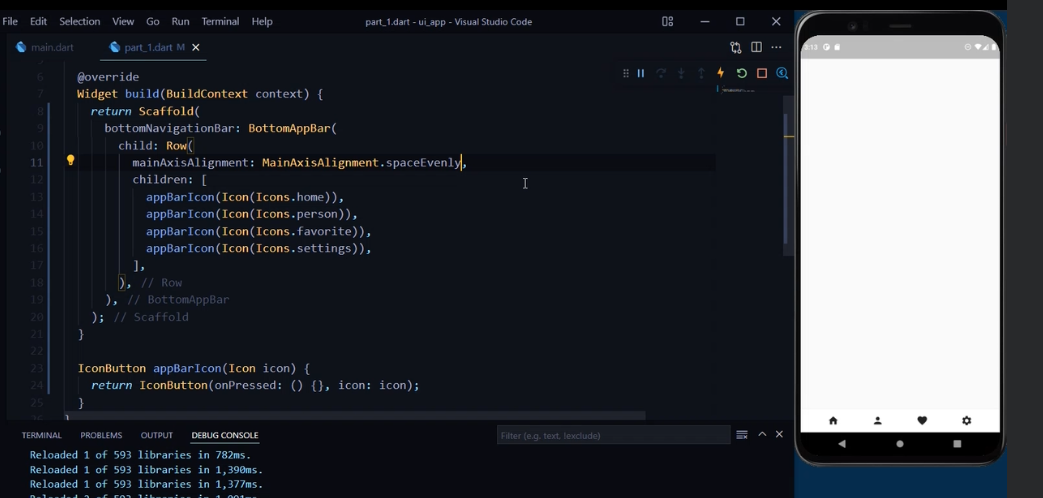 File Edit Selection View Go Run Terminal Help part_1.dart - ui_app - Visual Studio Code
main.dart part_1.dart M
3:13
6 @override
7 Widget build(BuildContext context) {
8 return Scaffold(
9 bottomNavigationBar: BottomAppBar(
10 child: Row(
11 mainAxisAlignment: MainAxisAlignment.spaceEvenly,
12 children: [
13 appBarIcon(Icon(Icons.home)),
14 appBarIcon(Icon(Icons.person)),
15 appBarIcon(Icon(Icons.favorite)),
16 appBarIcon(Icon(Icons.settings)),
17 ],
18 ), // Row
19 ), // BottomAppBar
20 ); // Scaffold
21 }
22
23 IconButton appBarIcon(Icon icon) {
24 return IconButton(onPressed: () {}, icon: icon);
25 }
TERMINAL PROBLEMS OUTPUT DEBUG CONSOLE Filter (e.g. text, !exclude)
Reloaded 1 of 593 libraries in 782ms.
Reloaded 1 of 593 libraries in 1,390ms.
Reloaded 1 of 593 libraries in 1,377ms.